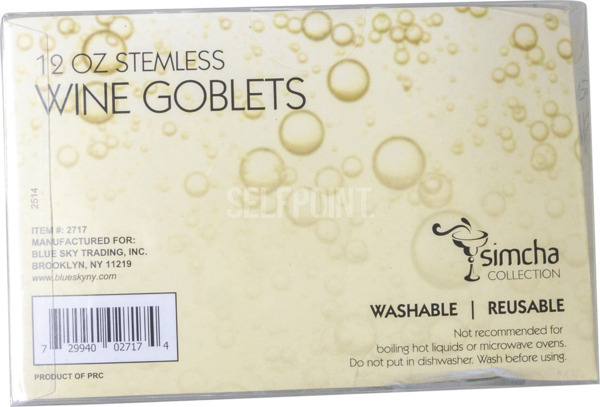 12 OZ STEMLESS
WINE GOBLETS
SELFPOINT.
2514
ITEM #: 2717
MANUFACTURED FOR:
BLUE SKY TRADING, INC.
BROOKLYN, NY 11219
www.blueskyny.com
simcha
COLLECTION
WASHABLE | REUSABLE
Not recommended for
boiling hot liquids or microwave ovens.
Do not put in dishwasher. Wash before using.
7 29940 02717 4
PRODUCT OF PRC